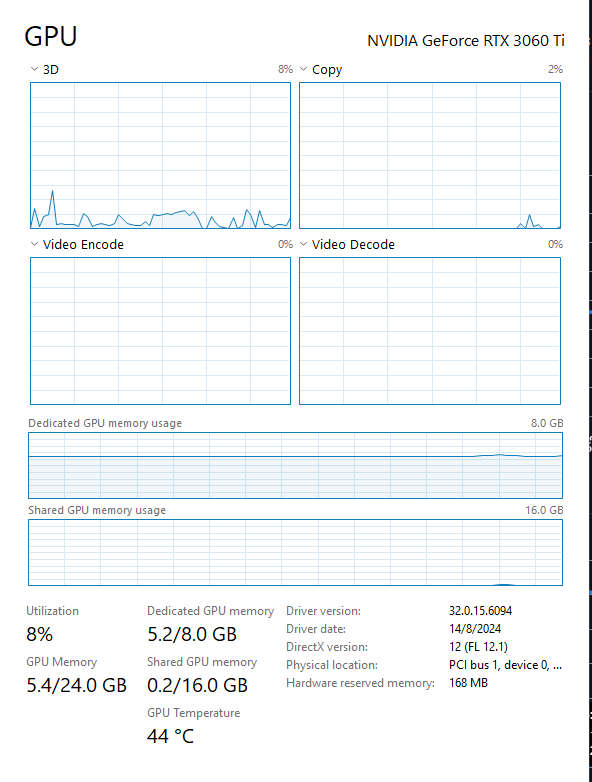 GPU
NVIDIA GeForce RTX 3060 Ti
3D 8%
Copy 2%
Video Encode 0%
Video Decode 0%
Dedicated GPU memory usage 8.0 GB
Shared GPU memory usage 16.0 GB
Utilization
8%
Dedicated GPU memory
5.2/8.0 GB
GPU Memory
5.4/24.0 GB
Shared GPU memory
0.2/16.0 GB
GPU Temperature
44 °C
Driver version: 32.0.15.6094
Driver date: 14/8/2024
DirectX version: 12 (FL 12.1)
Physical location: PCI bus 1, device 0, ...
Hardware reserved memory: 168 MB